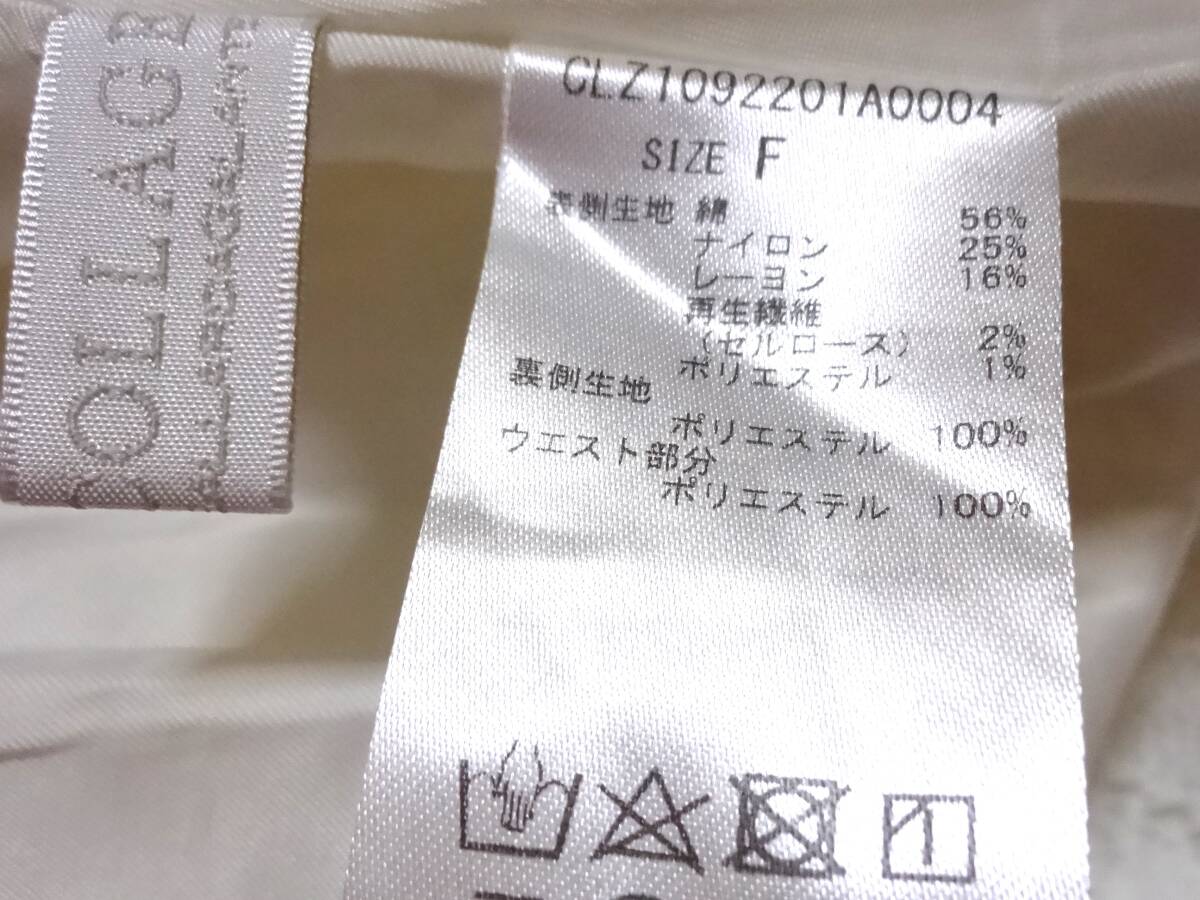 OLLAG
CLZ1092201A0004
SIZE F
表側生地 綿 56%
ナイロン 25%
レーヨン 16%
再生繊維
(セルロース) 2%
ポリエステル 1%
裏側生地
ポリエステル 100%
ウエスト部分
ポリエステル 100%